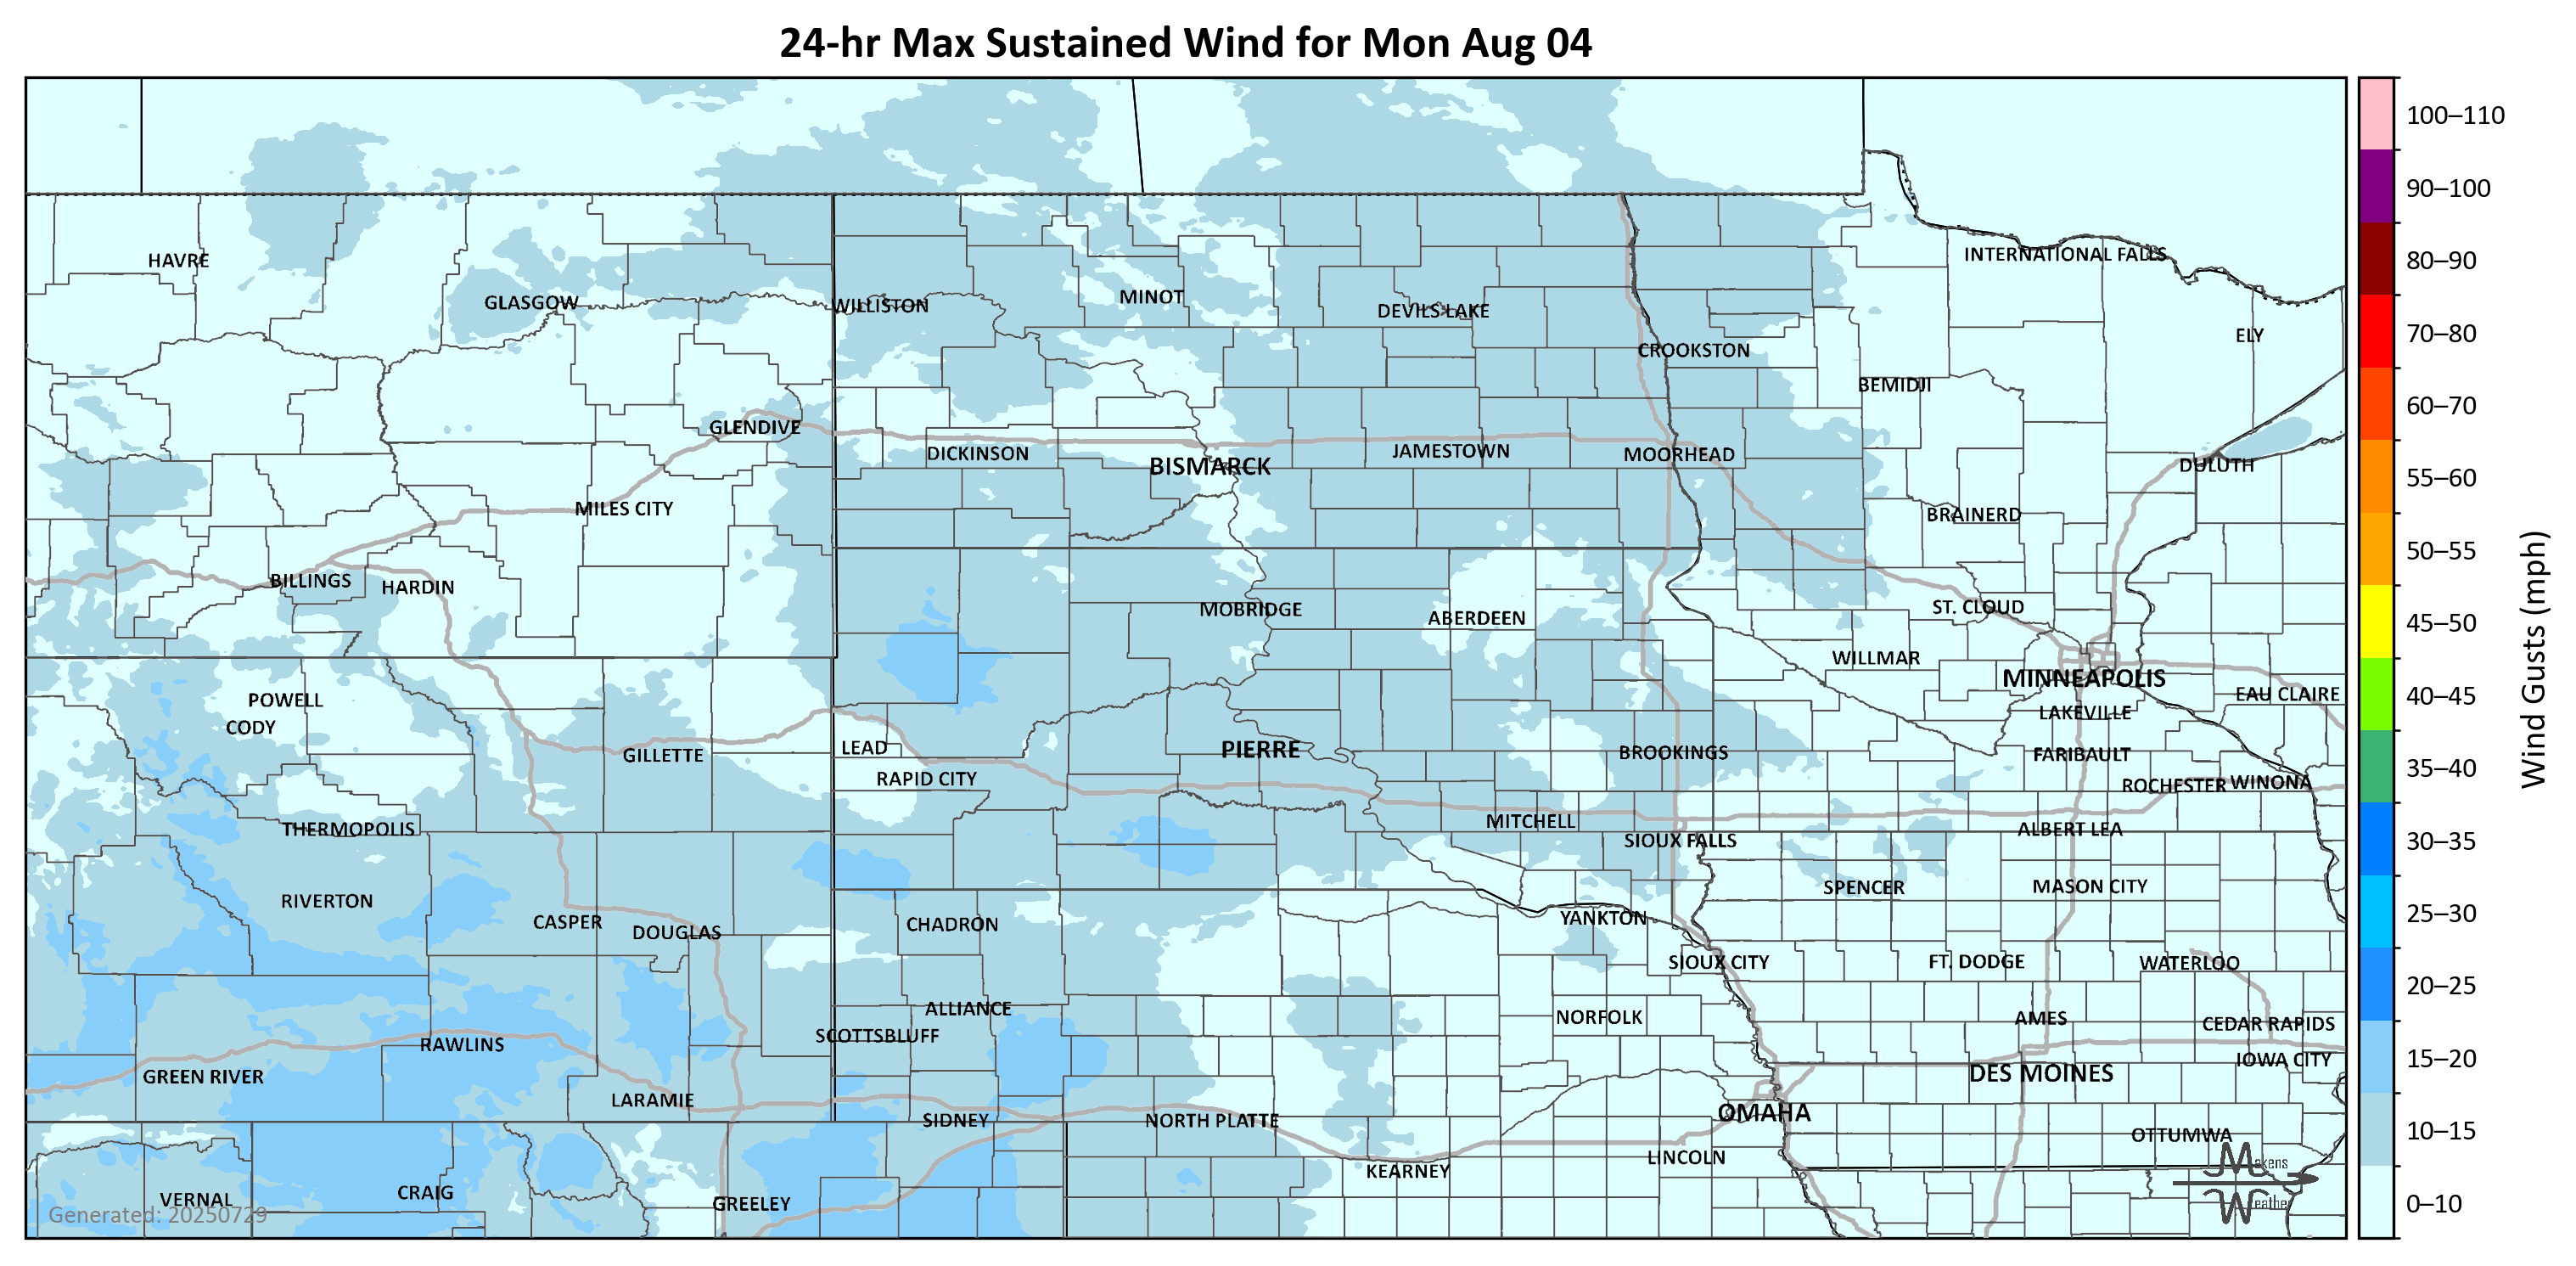 24-hr Max Sustained Wind for Mon Aug 04
100–110
90–100
80–90
70–80
60–70
55–60
50–55
45–50
40–45
35–40
30–35
25–30
20–25
15–20
10–15
0–10
Wind Gusts (mph)
HAVRE
INTERNATIONAL FALLS
GLASGOW
WILLISTON
MINOT
DEVILS LAKE
ELY
CROOKSTON
BEMIDJI
GLENDIVE
DICKINSON
BISMARCK
JAMESTOWN
MOORHEAD
DULUTH
MILES CITY
BRAINERD
BILLINGS
HARDIN
MOBRIDGE
ABERDEEN
ST. CLOUD
WILLMAR
MINNEAPOLIS
POWELL
EAU CLAIRE
CODY
LAKEVILLE
GILLETTE
LEAD
PIERRE
BROOKINGS
FARIBAULT
RAPID CITY
ROCHESTER
WINONA
THERMOPOLIS
MITCHELL
SIOUX FALLS
ALBERT LEA
RIVERTON
SPENCER
MASON CITY
CASPER
DOUGLAS
CHADRON
YANKTON
SIOUX CITY
FT. DODGE
WATERLOO
ALLIANCE
NORFOLK
AMES
CEDAR RAPIDS
RAWLINS
SCOTTSBLUFF
IOWA CITY
GREEN RIVER
DES MOINES
LARAMIE
SIDNEY
NORTH PLATTE
OMAHA
OTTUMWA
KEARNEY
LINCOLN
VERNAL
CRAIG
GREELEY
Generated: 20250729
Makens
Weather